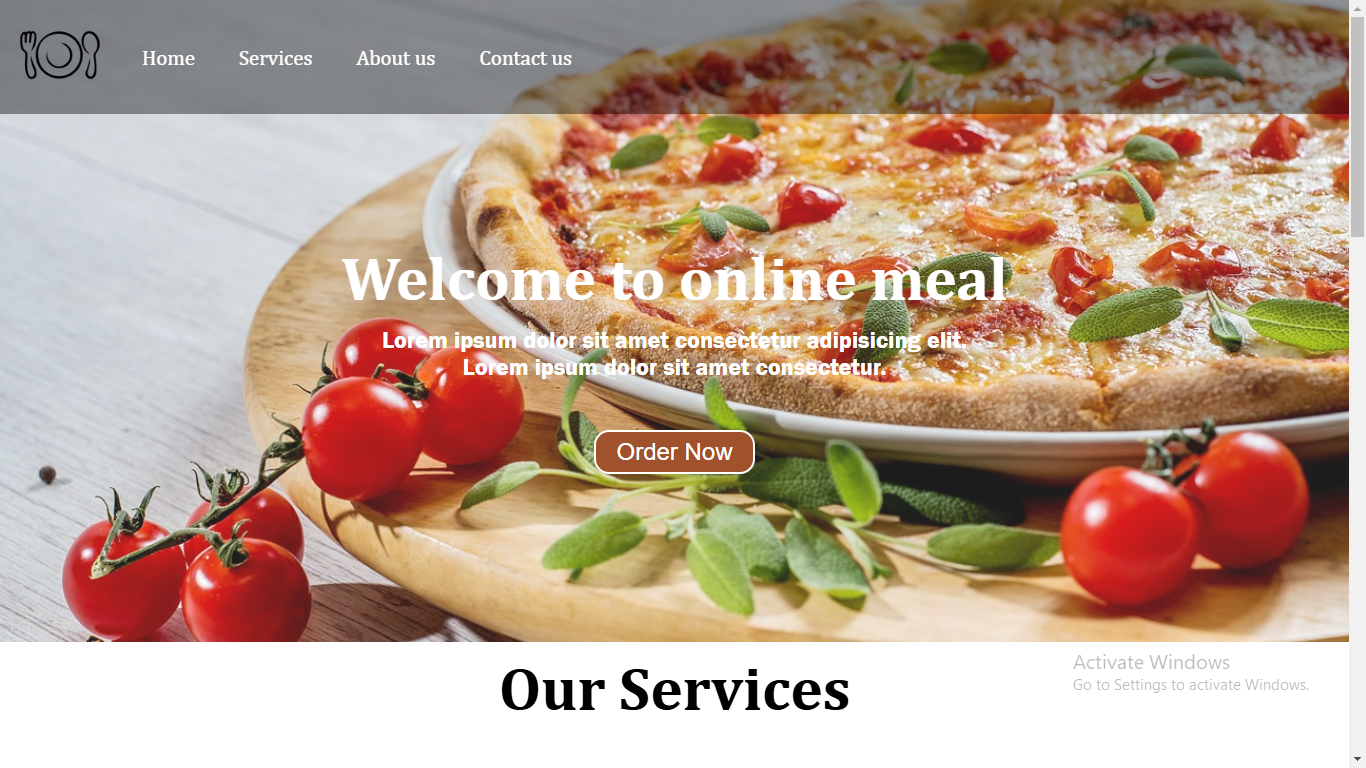 Home Services About us Contact us
Welcome to online meal
Lorem ipsum dolor sit amet consectetur adipisicing elit.
Lorem ipsum dolor sit amet consectetur.
Order Now
Our Services
Activate Windows
Go to Settings to activate Windows.